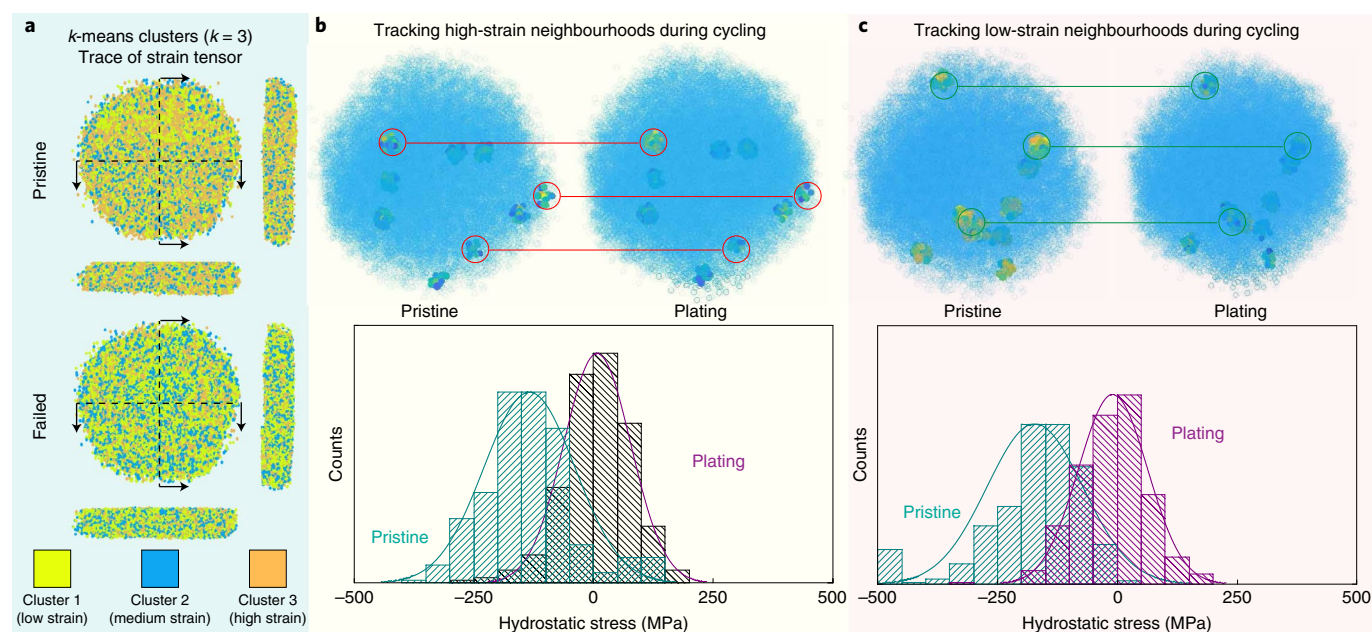 a
k-means clusters (k = 3)
Trace of strain tensor
Pristine
Failed
Cluster 1
(low strain)
Cluster 2
(medium strain)
Cluster 3
(high strain)
b
Tracking high-strain neighbourhoods during cycling
Pristine
Plating
Counts
Pristine
Plating
−500
−250
0
250
500
Hydrostatic stress (MPa)
c
Tracking low-strain neighbourhoods during cycling
Pristine
Plating
Counts
Pristine
Plating
−500
−250
0
250
500
Hydrostatic stress (MPa)